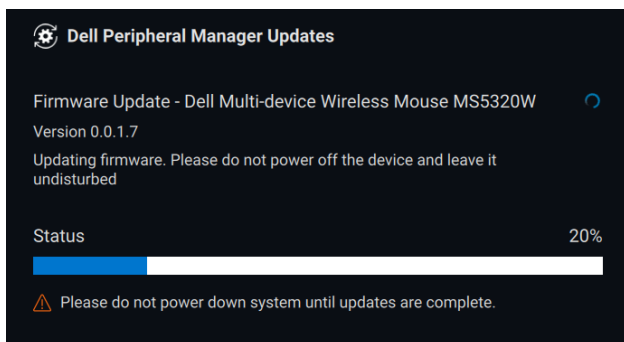 Dell Peripheral Manager Updates
Firmware Update - Dell Multi-device Wireless Mouse MS5320W
Version 0.0.1.7
Updating firmware. Please do not power off the device and leave it
undisturbed
Status 20%
Please do not power down system until updates are complete.